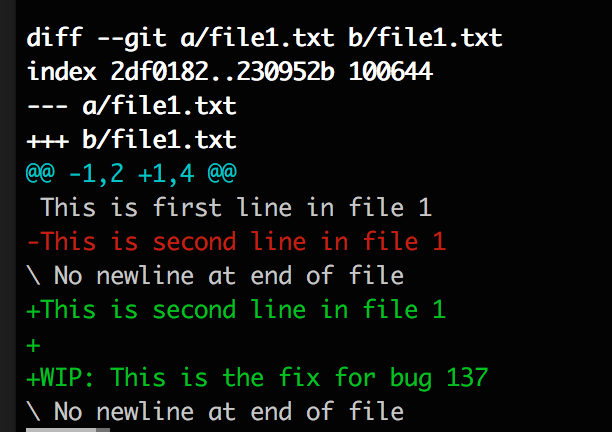 diff --git a/file1.txt b/file1.txt
index 2df0182..230952b 100644
--- a/file1.txt
+++ b/file1.txt
@@ -1,2 +1,4 @@
 This is first line in file 1
-This is second line in file 1
\ No newline at end of file
+This is second line in file 1
+
+WIP: This is the fix for bug 137
\ No newline at end of file